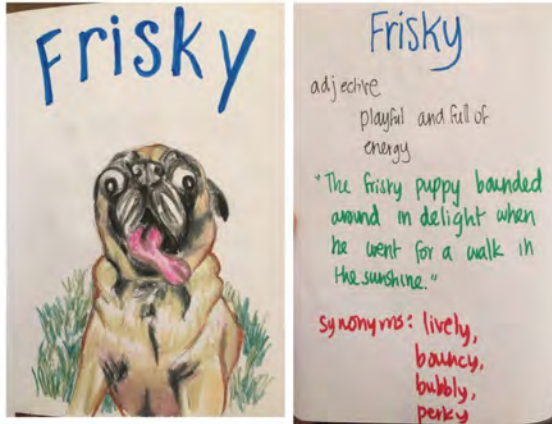 Frisky
Frisky
adjective
playful and full of
energy
"The frisky puppy bounded
around in delight when
he went for a walk in
the sunshine."
synonyms: lively,
bouncy,
bubbly,
perky